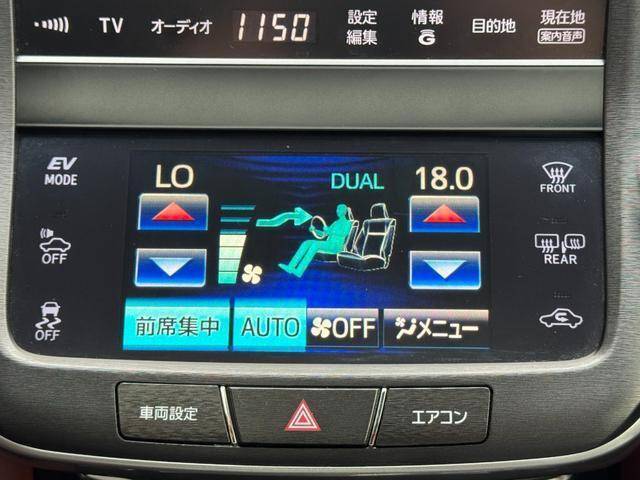 TV オーディオ 1150 設定 編集 情報 G 目的地 現在地 案内音声
EV MODE
LO DUAL 18.0
FRONT
OFF
REAR
OFF
前席集中 AUTO OFF メニュー
車両設定 エアコン